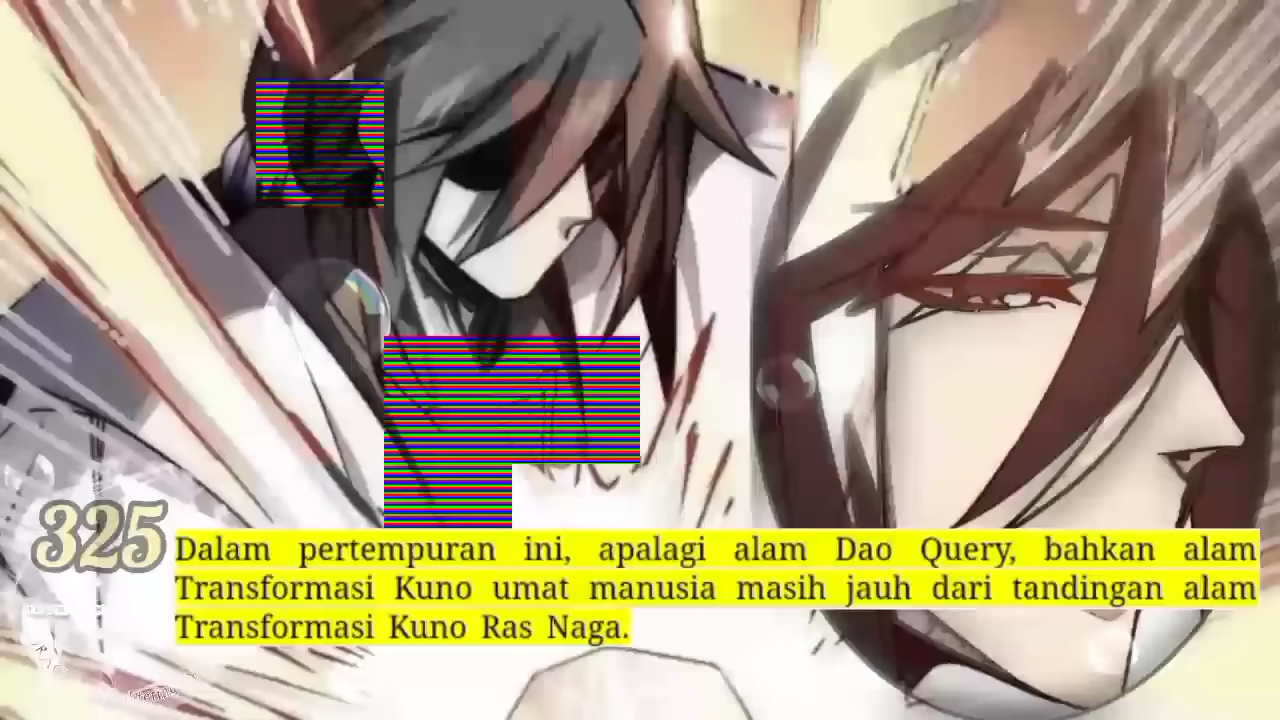 325
Dalam pertempuran ini, apalagi alam Dao Query, bahkan alam
Transformasi Kuno umat manusia masih jauh dari tandingan alam
Transformasi Kuno Ras Naga.